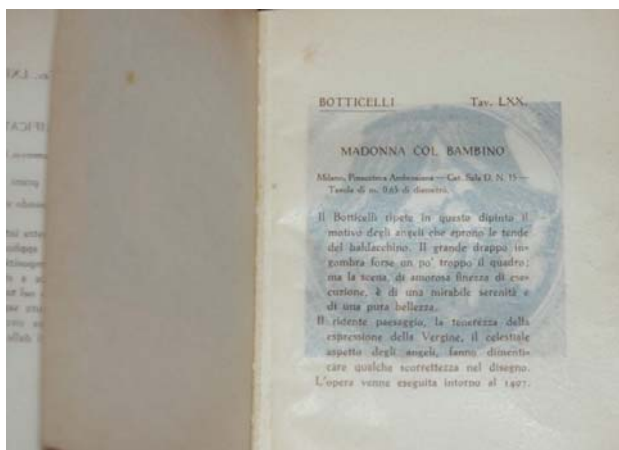 Tav. LXI
BOTTICELLI Tav. LXX.
MADONNA COL BAMBINO
Milano, Pinacoteca Ambrosiana — Cat. Sala D. N. 15 —
Tavola di m. 0,65 di diametro.
Il Botticelli ripete in questo dipinto il
motivo degli angeli che aprono le tende
del baldacchino. Il grande drappo in-
gombra forse un po' troppo il quadro;
ma la scena, di amorosa finezza di ese-
cuzione, è di una mirabile serenità e
di una pura bellezza.
Il ridente paesaggio, la tenerezza della
espressione della Vergine, il celestiale
aspetto degli angeli, fanno dimenti-
care qualche scorrettezza nel disegno.
L'opera venne eseguita intorno al 1497.